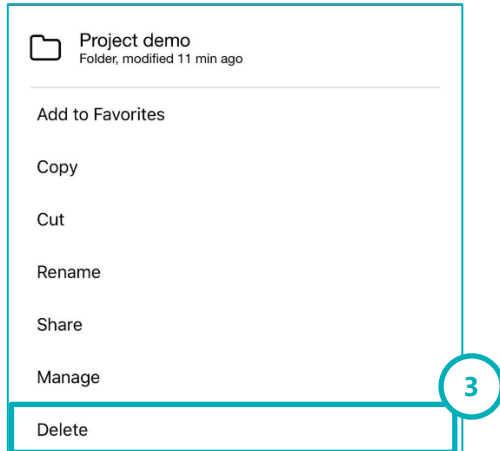 Project demo
Folder, modified 11 min ago
Add to Favorites
Copy
Cut
Rename
Share
Manage
3
Delete